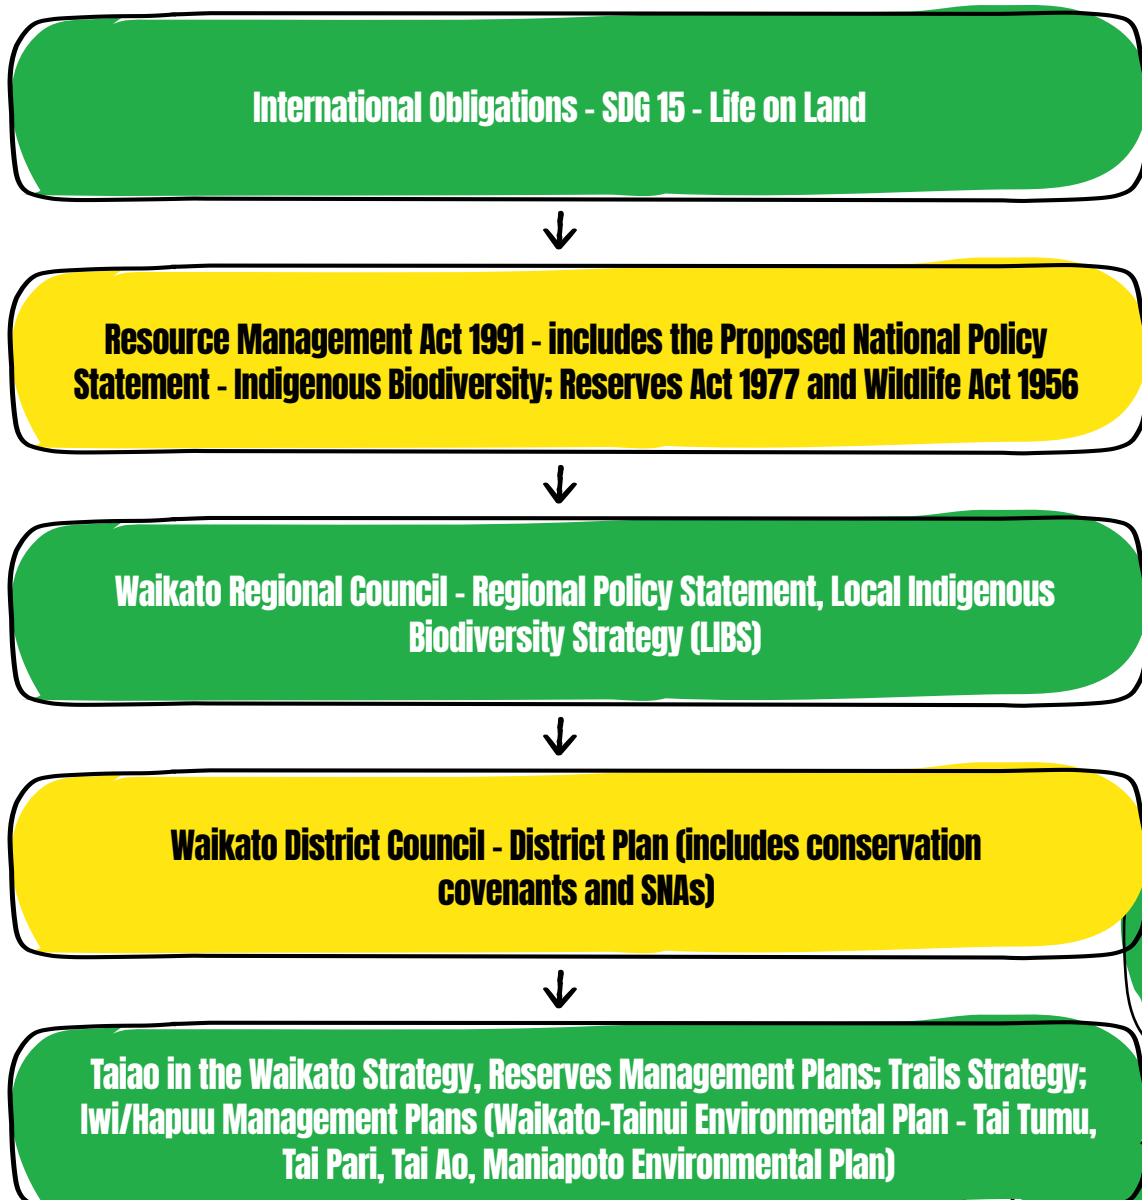 International Obligations - SDG 15 - Life on Land
Resource Management Act 1991 - includes the Proposed National Policy
Statement - Indigenous Biodiversity; Reserves Act 1977 and Wildlife Act 1956
Waikato Regional Council - Regional Policy Statement, Local Indigenous
Biodiversity Strategy (LIBS)
Waikato District Council - District Plan (includes conservation
covenants and SNAs)
Taiao in the Waikato Strategy, Reserves Management Plans; Trails Strategy;
Iwi/Hapuu Management Plans (Waikato-Tainui Environmental Plan - Tai Tumu,
Tai Pari, Tai Ao, Maniapoto Environmental Plan)